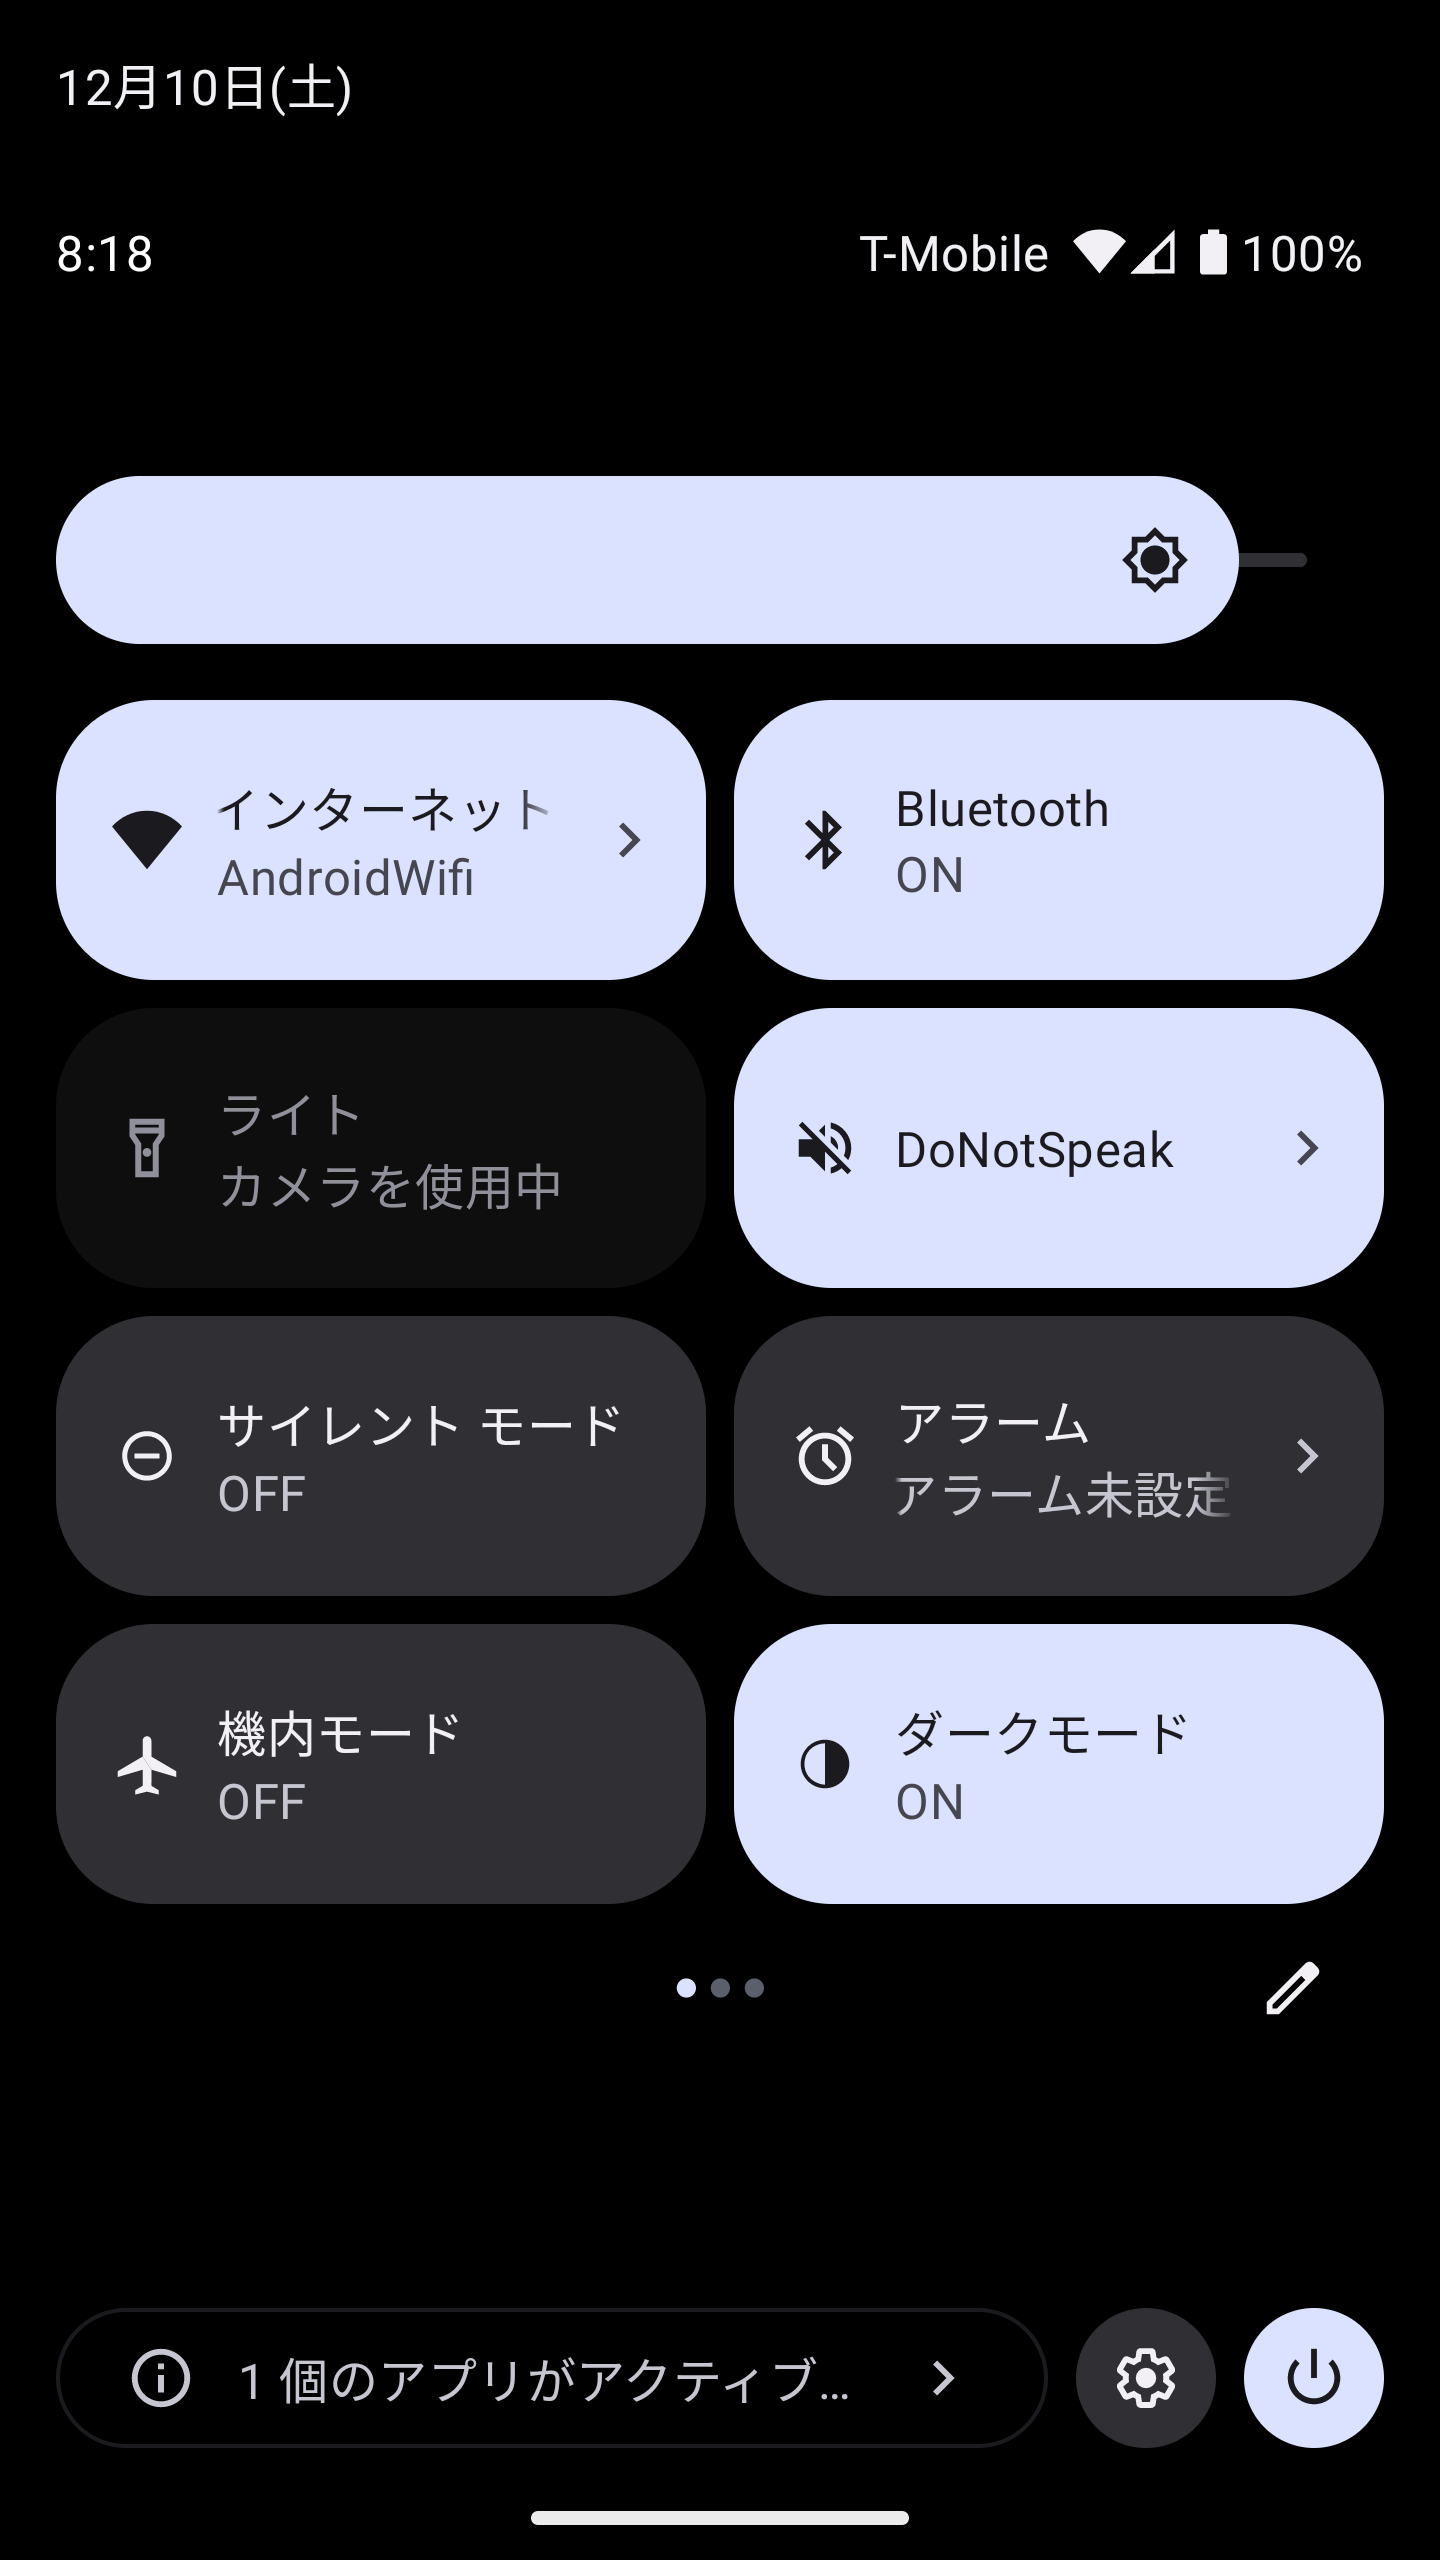 12月10日(土)
8:18
T-Mobile 100%
インターネット
AndroidWifi
Bluetooth
ON
ライト
カメラを使用中
DoNotSpeak
サイレント モード
OFF
アラーム
アラーム未設定
機内モード
OFF
ダークモード
ON
1 個のアプリがアクティブ…